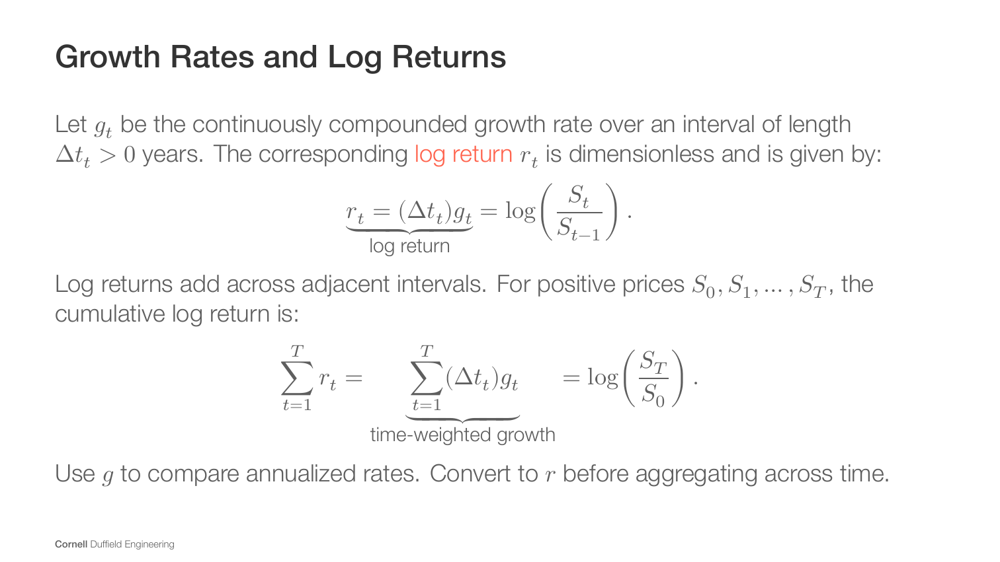 Growth Rates and Log Returns
Let $g_t$ be the continuously compounded growth rate over an interval of length
$\Delta t_t > 0$ years. The corresponding log return $r_t$ is dimensionless and is given by:
$\underbrace{r_t = (\Delta t_t) g_t}_{\text{log return}} = \log\left(\frac{S_t}{S_{t-1}}\right).$
Log returns add across adjacent intervals. For positive prices $S_0, S_1, \ldots, S_T$, the
cumulative log return is:
$\sum_{t=1}^{T} r_t = \underbrace{\sum_{t=1}^{T} (\Delta t_t) g_t}_{\text{time-weighted growth}} = \log\left(\frac{S_T}{S_0}\right).$
Use $g$ to compare annualized rates. Convert to $r$ before aggregating across time.
Cornell Duffield Engineering